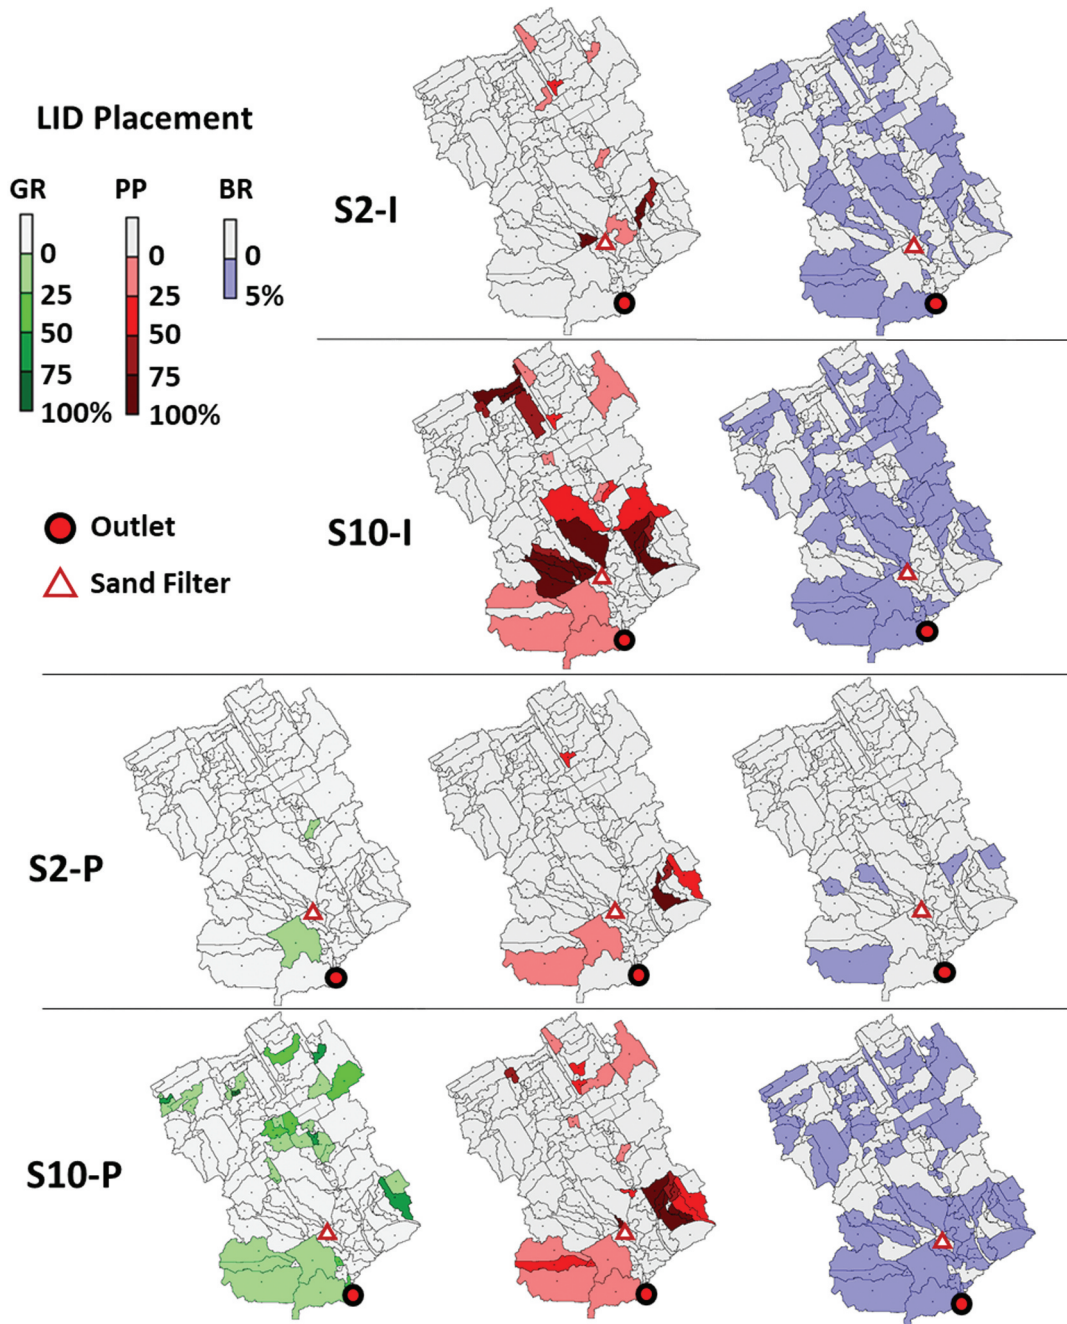 LID Placement
GR PP BR
0
25
50
75
100%
0
25
50
75
100%
0
5%
Outlet
Sand Filter
S2-I
S10-I
S2-P
S10-P